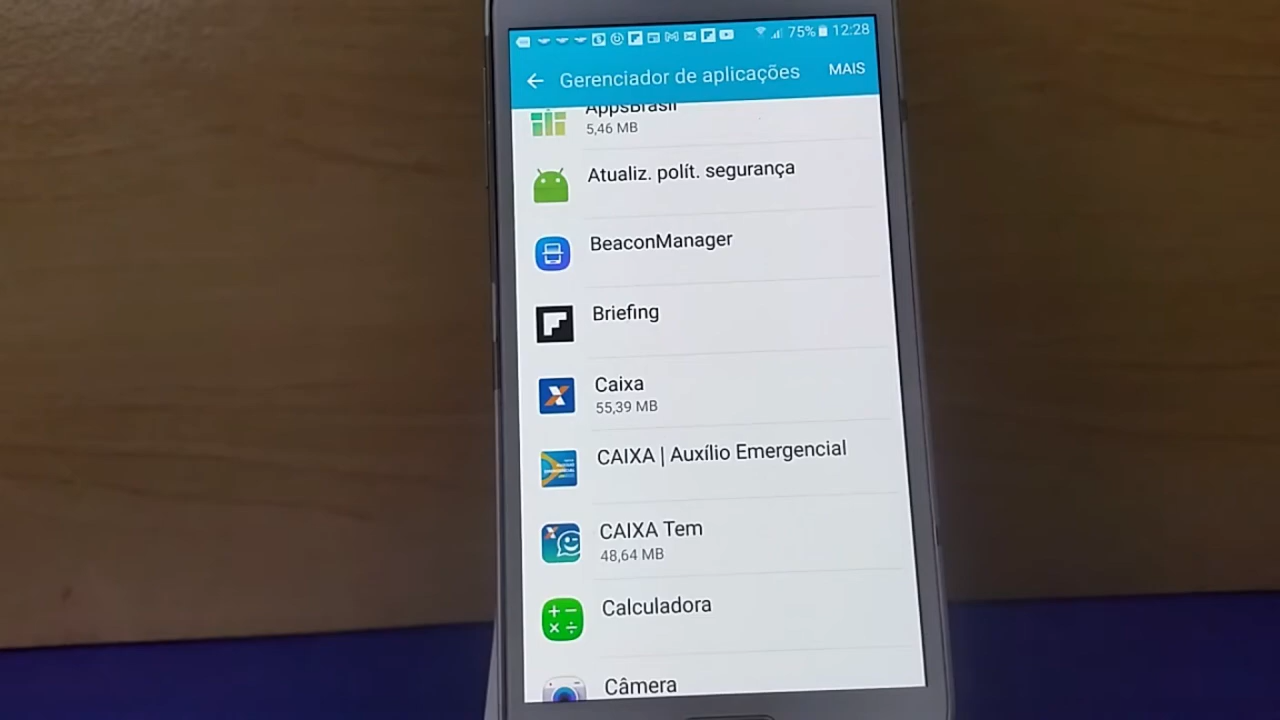 75% 12:28
Gerenciador de aplicações MAIS
AppsBrasil
5,46 MB
Atualiz. polít. segurança
BeaconManager
Briefing
Caixa
55,39 MB
CAIXA | Auxílio Emergencial
CAIXA Tem
48,64 MB
Calculadora
Câmera